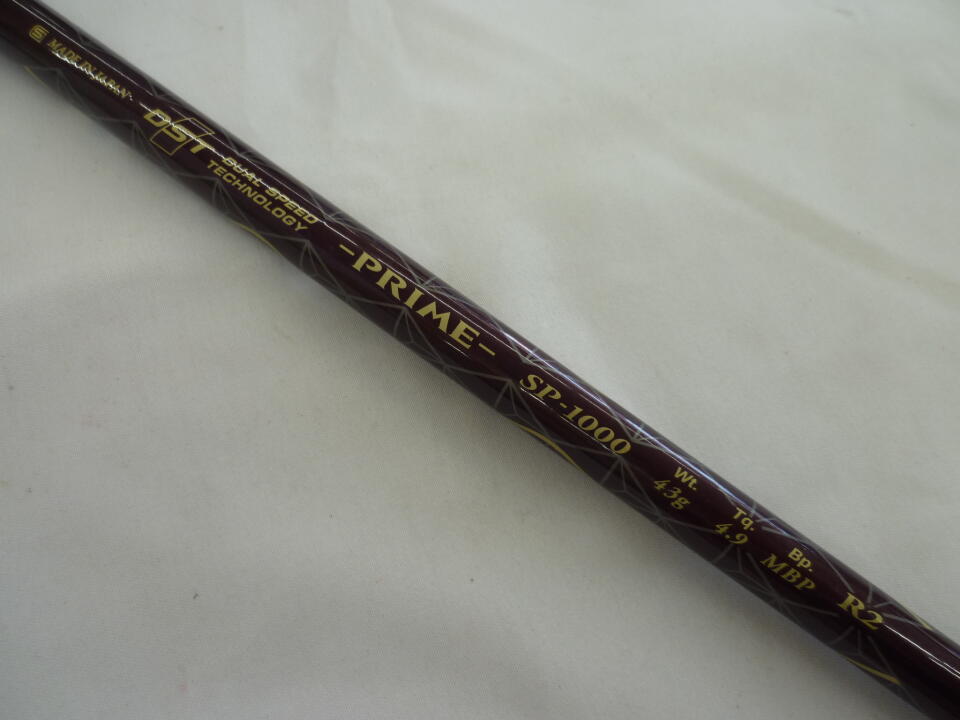 S MADE IN JAPAN
DST DUAL SPEED
TECHNOLOGY
-PRIME-
SP-1000
Wt.
43g
Tq.
4.9
Bp.
MBP
R2